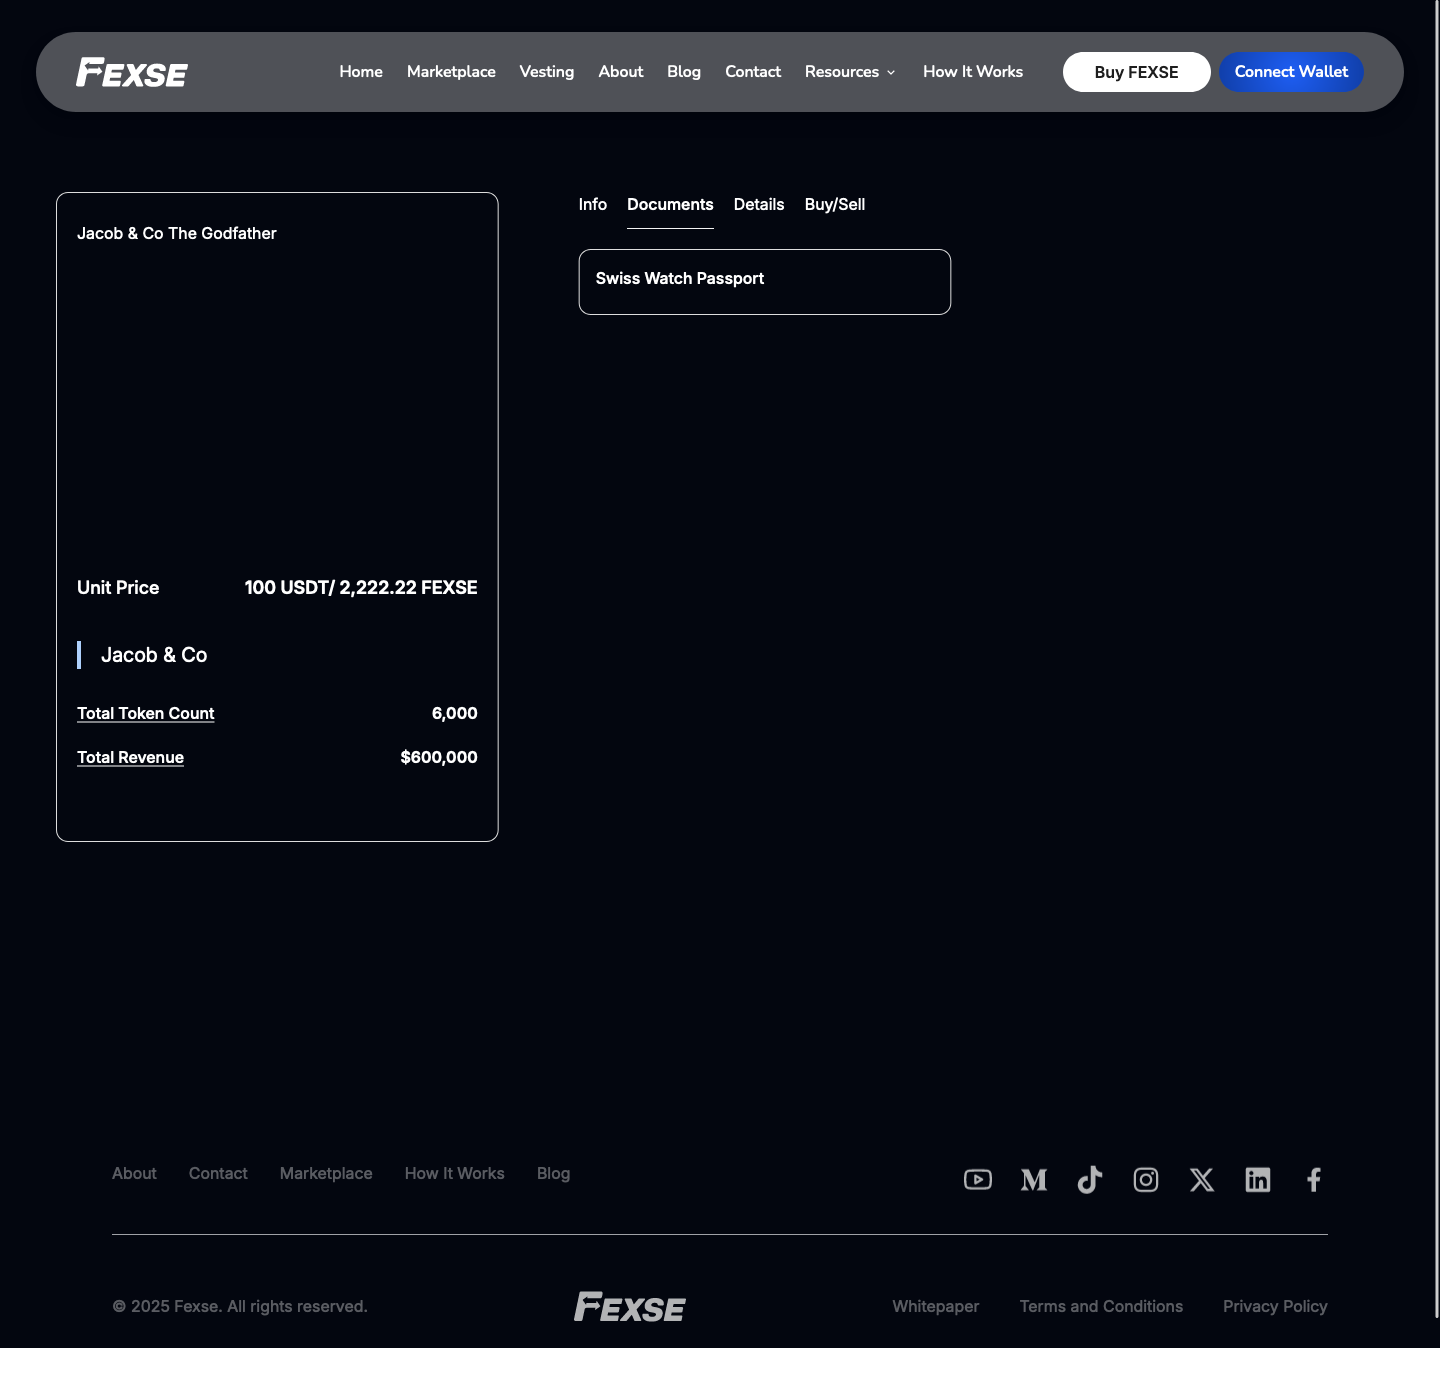 FEXSE
Home Marketplace Vesting About Blog Contact Resources How It Works Buy FEXSE Connect Wallet
Jacob & Co The Godfather
Unit Price 100 USDT/ 2,222.22 FEXSE
Jacob & Co
Total Token Count 6,000
Total Revenue $600,000
Info Documents Details Buy/Sell
Swiss Watch Passport
About Contact Marketplace How It Works Blog
© 2025 Fexse. All rights reserved.
FEXSE
Whitepaper Terms and Conditions Privacy Policy